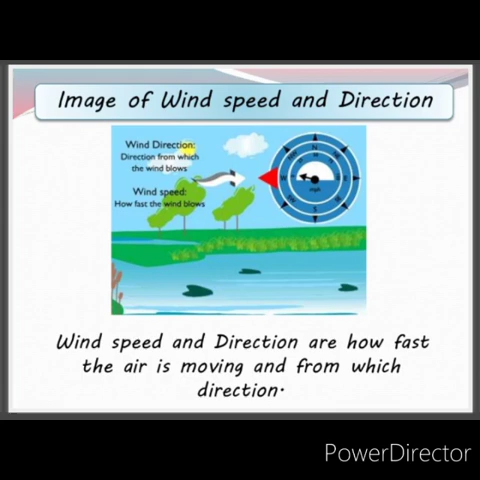 Image of Wind speed and Direction
Wind Direction:
Direction from which
the wind blows
Wind speed:
How fast the wind blows
N
W
E
S
mph
Wind speed and Direction are how fast
the air is moving and from which
direction.
PowerDirector